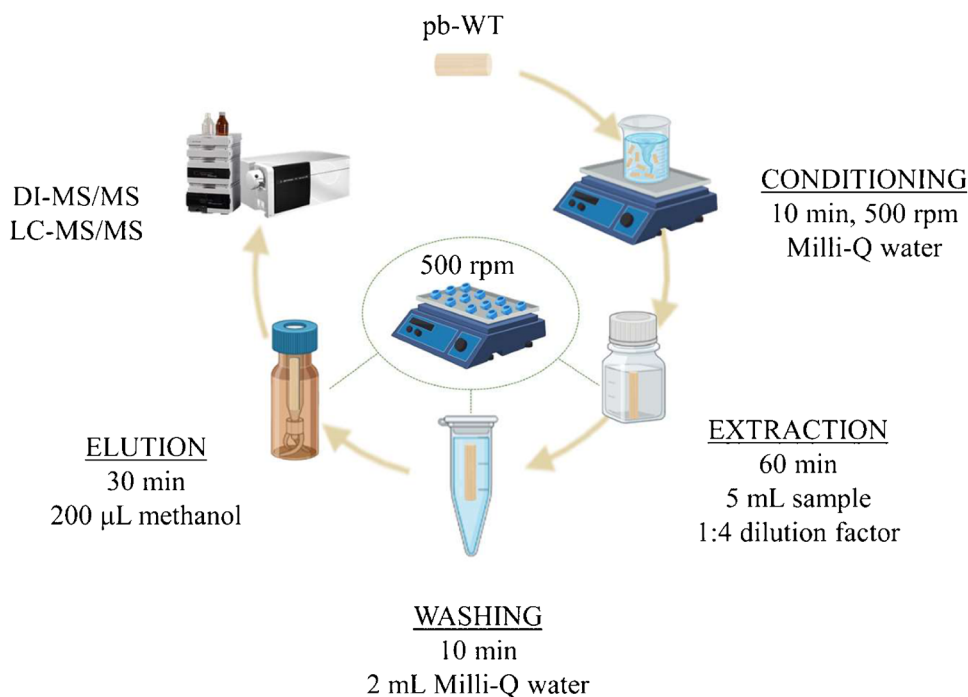 pb-WT
CONDITIONING
10 min, 500 rpm
Milli-Q water
EXTRACTION
60 min
5 mL sample
1:4 dilution factor
WASHING
10 min
2 mL Milli-Q water
ELUTION
30 min
200 μL methanol
DI-MS/MS
LC-MS/MS
500 rpm